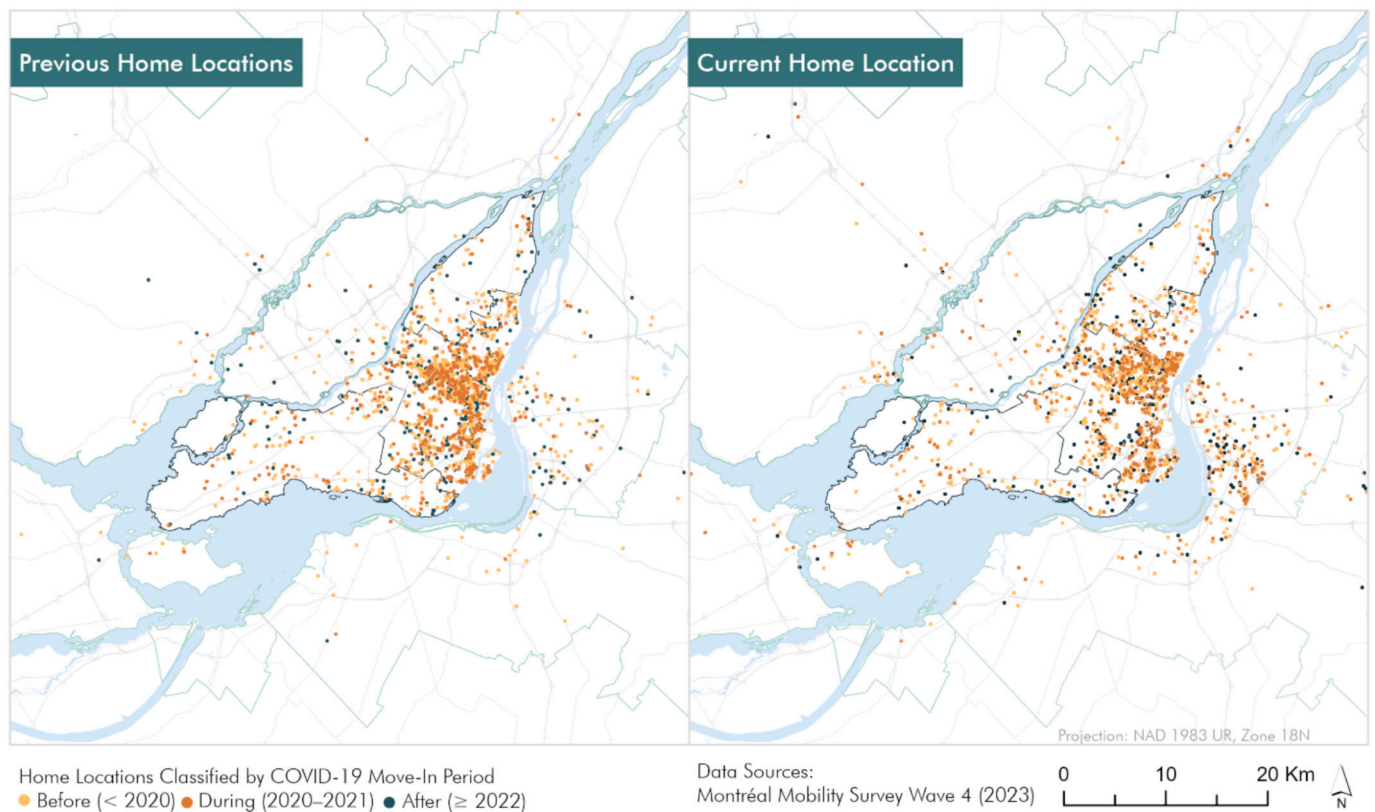 Previous Home Locations
Current Home Location
Projection: NAD 1983 UR, Zone 18N
Home Locations Classified by COVID-19 Move-In Period
Before (< 2020) During (2020–2021) After (≥ 2022)
Data Sources:
Montréal Mobility Survey Wave 4 (2023)
0 10 20 Km
N